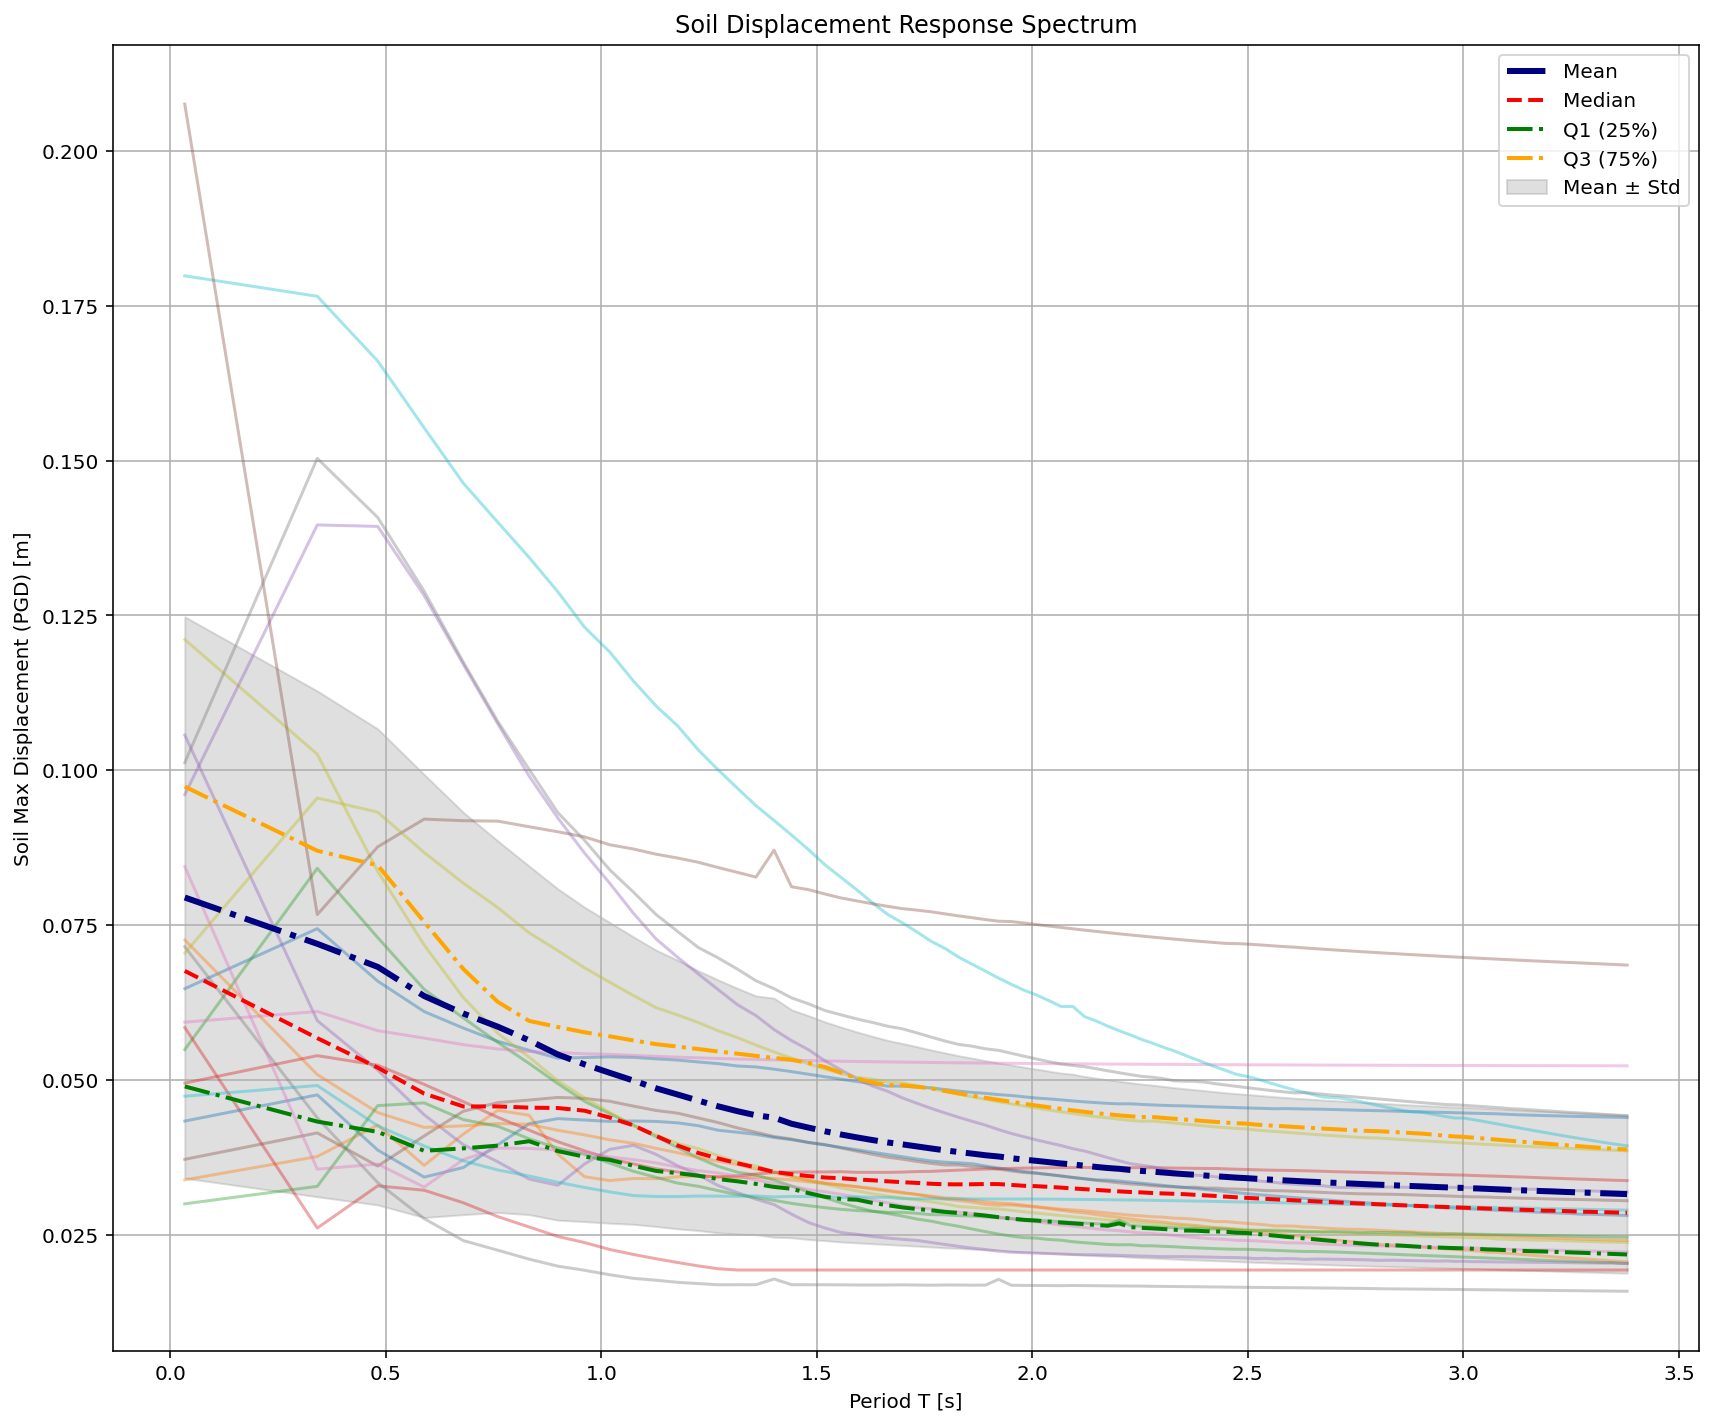 Soil Displacement Response Spectrum
Mean
Median
Q1 (25%)
Q3 (75%)
Mean ± Std
Soil Max Displacement (PGD) [m]
0.200
0.175
0.150
0.125
0.100
0.075
0.050
0.025
0.0 0.5 1.0 1.5 2.0 2.5 3.0 3.5
Period T [s]